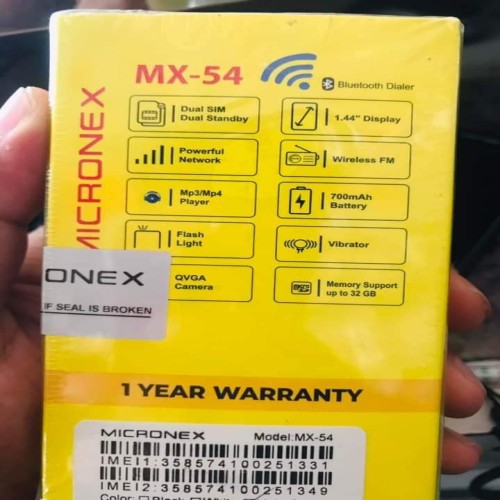 MICRONEX
MX-54
Bluetooth Dialer
Dual SIM
Dual Standby
1.44" Display
Powerful
Network
Wireless FM
Mp3/Mp4
Player
700mAh
Battery
Flash
Light
Vibrator
QVGA
Camera
Memory Support
up to 32 GB
ONEX
IF SEAL IS BROKEN
1 YEAR WARRANTY
MICRONEX Model:MX-54
IMEI1:358574100251331
IMEI2:358574100251349
Color: Black